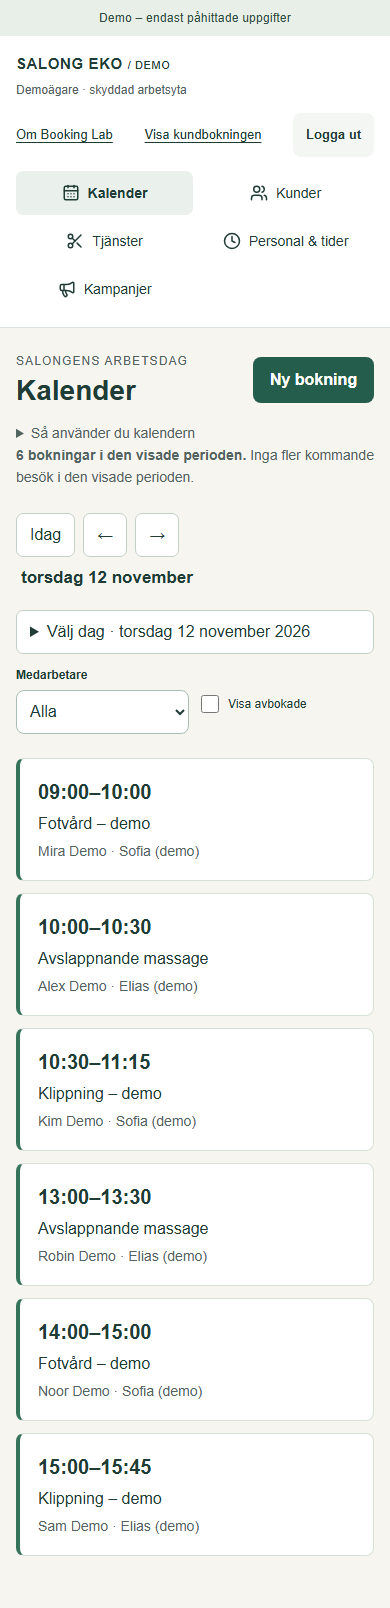 Demo – endast påhittade uppgifter
SALONG EKO / DEMO
Demoägare · skyddad arbetsyta
Om Booking Lab Visa kundbokningen Logga ut
Kalender Kunder
Tjänster Personal & tider
Kampanjer
SALONGENS ARBETSDAG
Kalender Ny bokning
Så använder du kalendern
6 bokningar i den visade perioden. Inga fler kommande
besök i den visade perioden.
Idag ← →
torsdag 12 november
Välj dag · torsdag 12 november 2026
Medarbetare
Alla Visa avbokade
09:00–10:00
Fotvård – demo
Mira Demo · Sofia (demo)
10:00–10:30
Avslappnande massage
Alex Demo · Elias (demo)
10:30–11:15
Klippning – demo
Kim Demo · Sofia (demo)
13:00–13:30
Avslappnande massage
Robin Demo · Elias (demo)
14:00–15:00
Fotvård – demo
Noor Demo · Sofia (demo)
15:00–15:45
Klippning – demo
Sam Demo · Elias (demo)